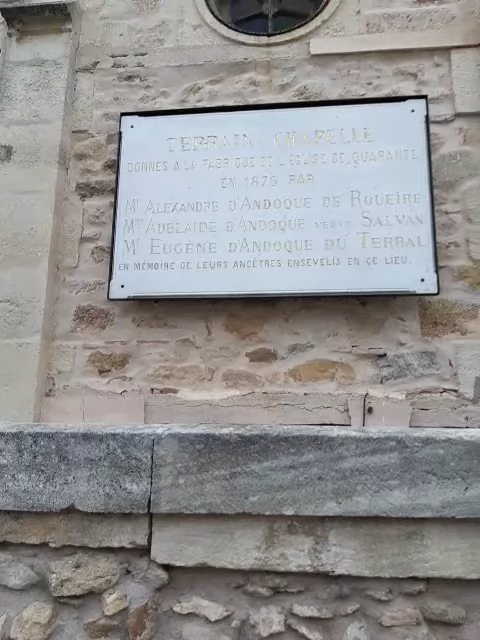 TERRAIN CHAPELLE
DONNÉS A LA FABRIQUE DE L'ÉGLISE DE QUARANTE
EN 1876 PAR
Mr ALEXANDRE D'ANDOQUE DE ROUEIRE
Mme ADELAIDE D'ANDOQUE VEUVE SALVAN
Mr EUGÈNE D'ANDOQUE DU TERRAL
EN MÉMOIRE DE LEURS ANCÊTRES ENSEVELIS EN CE LIEU.